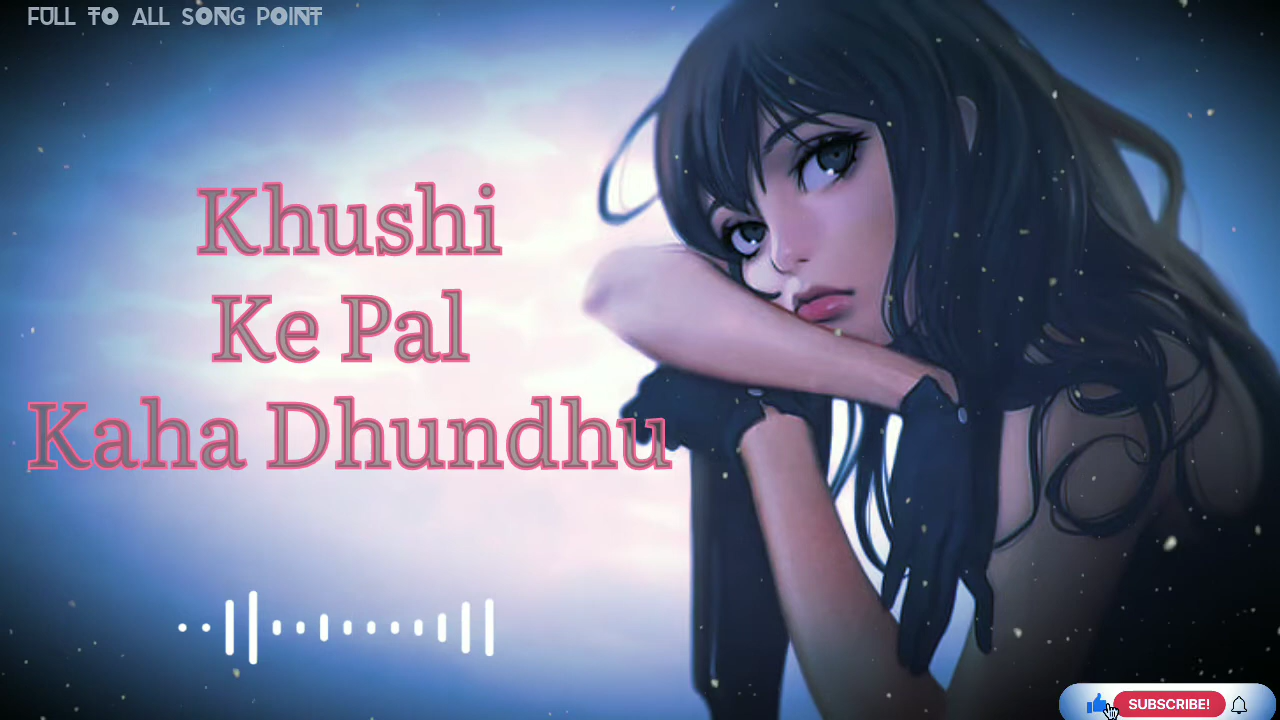 FULL TO ALL SONG POINT
Khushi
Ke Pal
Kaha Dhundhu
SUBSCRIBE!